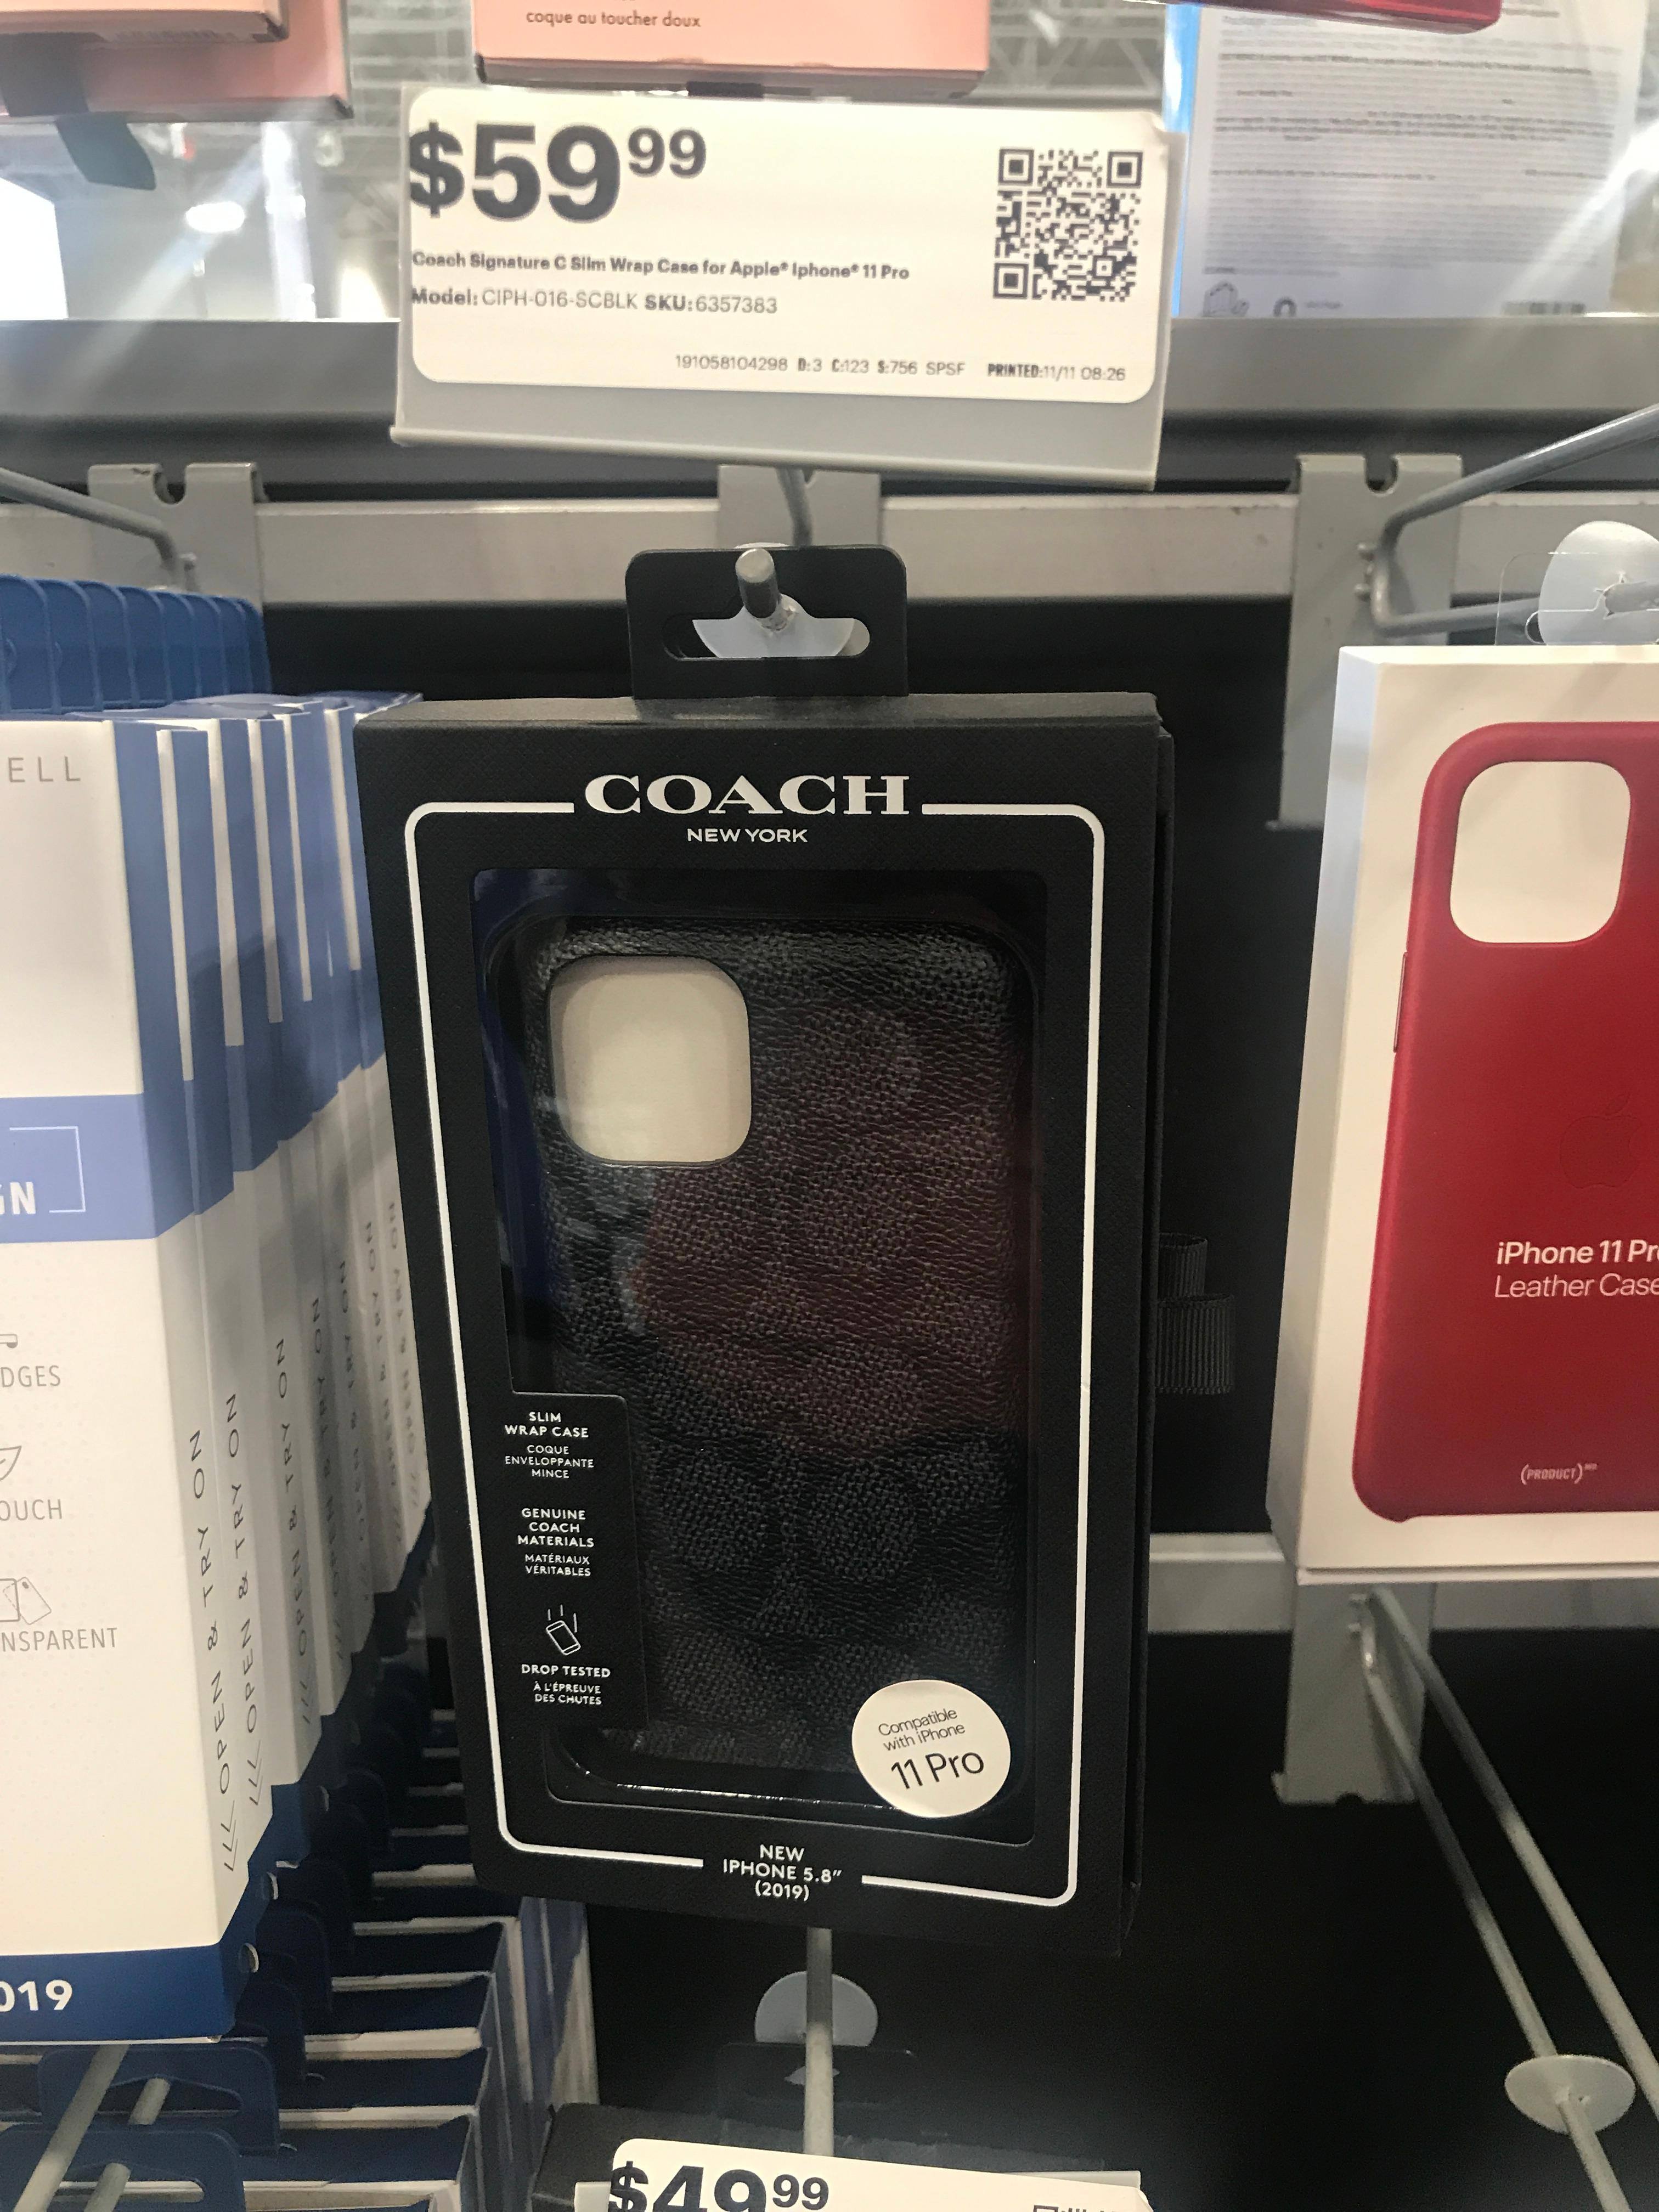 coque au toucher doux
$59 99
Coach Signature C Slim Wrap Case for Apple® Iphone® 11 Pro
Model: CIPH-016-SCBLK SKU: 6357383
191058104298 D:3 C:123 S:756 SPSF PRINTED:11/11 08:26
COACH
NEW YORK
SLIM
WRAP CASE
COQUE
ENVELOPPANTE
MINCE
GENUINE
COACH
MATERIALS
MATÉRIAUX
VÉRITABLES
DROP TESTED
À L'ÉPREUVE
DES CHUTES
Compatible
with iPhone
11 Pro
NEW
IPHONE 5.8"
(2019)
ELL
GN
DGES
OUCH
NSPARENT
019
OPEN & TRY ON
OPEN & TRY ON
OPEN & TRY ON
iPhone 11 Pro
Leather Case
(PRODUCT)RED
$49 99